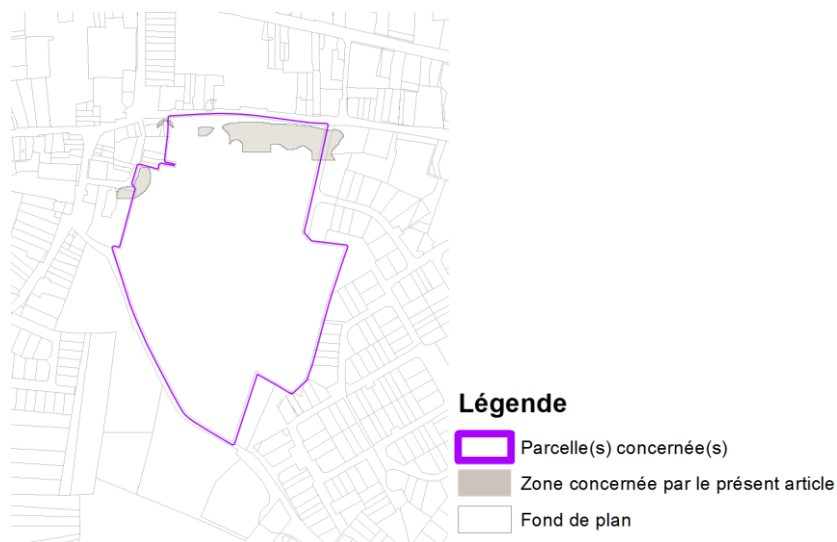 Légende
Parcelle(s) concernée(s)
Zone concernée par le présent article
Fond de plan